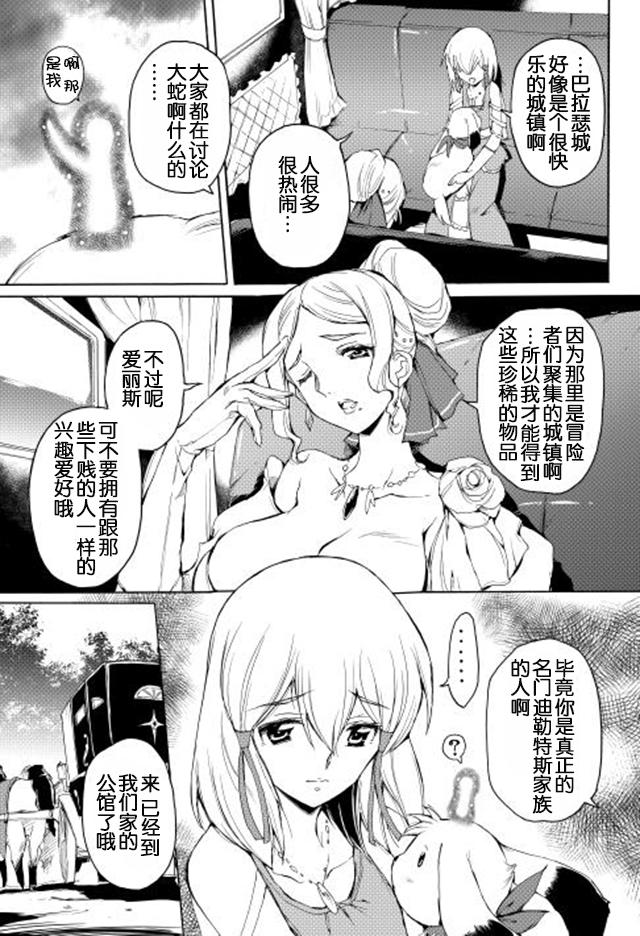 …巴拉瑟城
好像是个很快
乐的城镇啊
人很多
很热闹…
大家都在讨论
大蛇啊什么的
……
啊 那
是我
因为那里是冒险
者们聚集的城镇啊
…所以我才能得到
这些珍稀的物品
不过呢
爱丽斯
可不要拥有跟那
些下贱的人一样的
兴趣爱好哦
毕竟你是真正的
名门迪勒特斯家族
的人啊
……
?
来 已经到
我们家的
公馆了哦